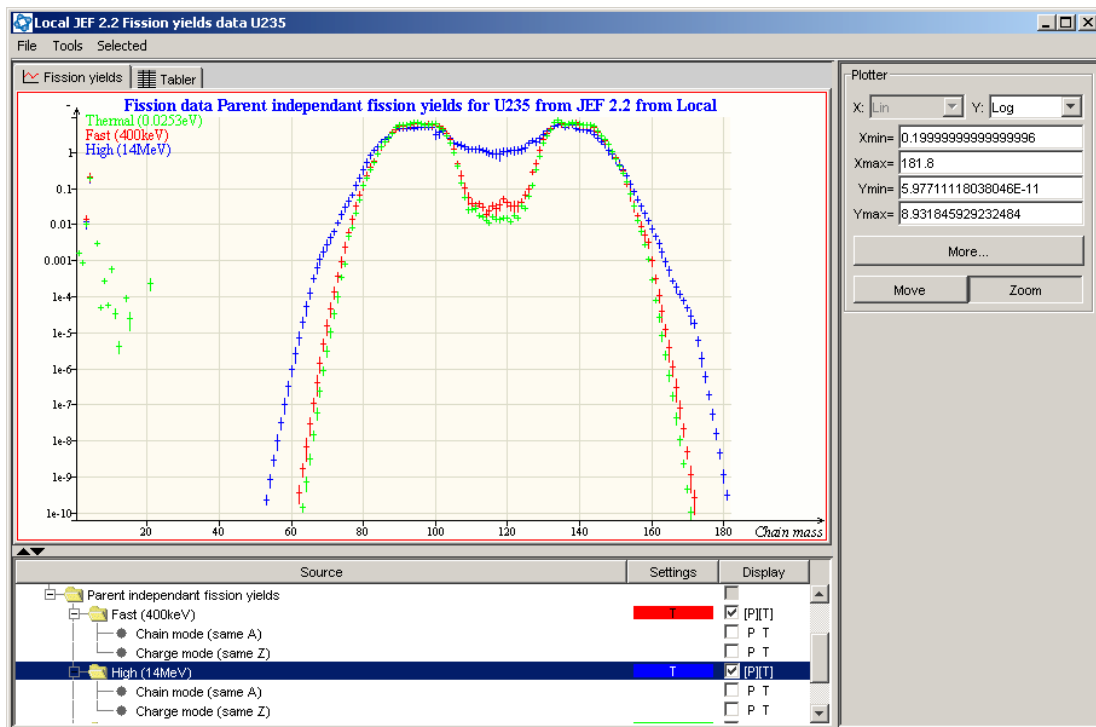 Local JEF 2.2 Fission yields data U235
File Tools Selected
Fission yields Tabler
Fission data Parent independant fission yields for U235 from JEF 2.2 from Local
Thermal (0.0253eV)
Fast (400keV)
High (14MeV)
1
0.1
0.01
0.001
1e-4
1e-5
1e-6
1e-7
1e-8
1e-9
1e-10
20 40 60 80 100 120 140 160 180 Chain mass
Plotter
X: Lin Y: Log
Xmin= 0.19999999999999996
Xmax= 181.8
Ymin= 5.97711118038046E-11
Ymax= 8.931845929232484
More...
Move Zoom
Source Settings Display
Parent independant fission yields
Fast (400keV) T [P][T]
Chain mode (same A) P T
Charge mode (same Z) P T
High (14MeV) T [P][T]
Chain mode (same A) P T
Charge mode (same Z) P T